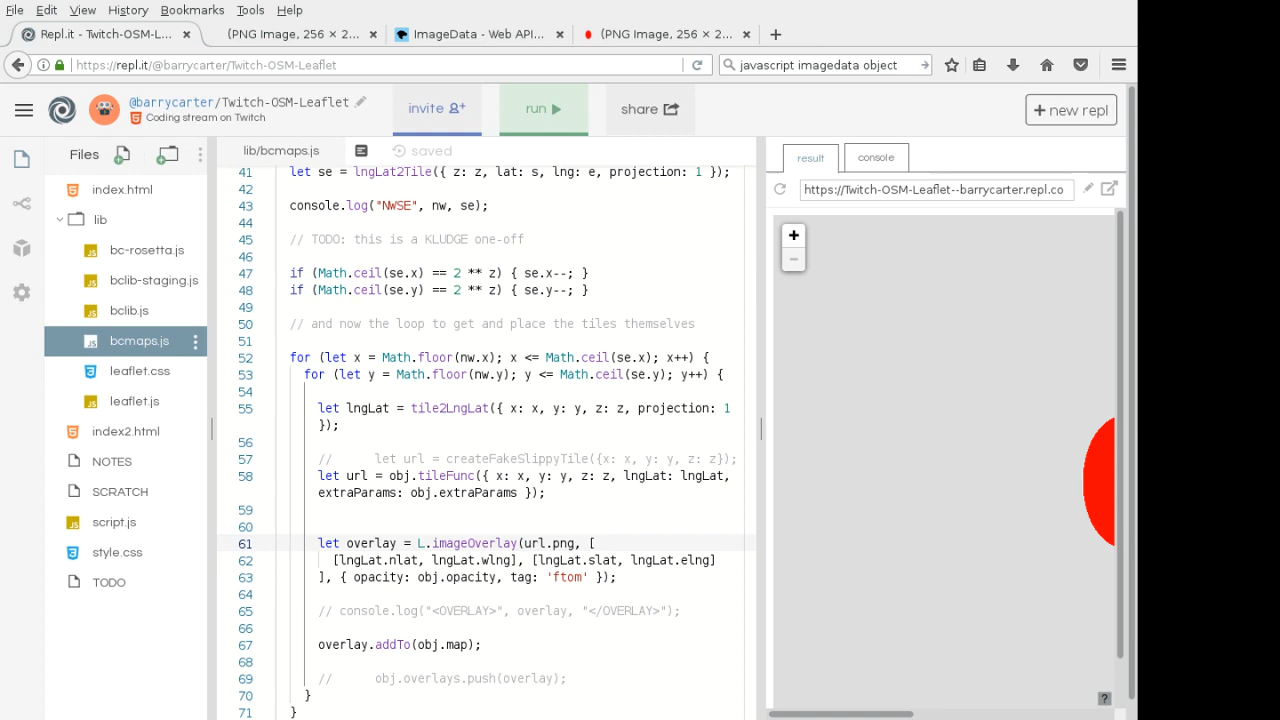 File Edit View History Bookmarks Tools Help
Repl.it - Twitch-OSM-L... × (PNG Image, 256 × 2... × ImageData - Web API... × (PNG Image, 256 × 2... × +
https://repl.it/@barrycarter/Twitch-OSM-Leaflet javascript imagedata object
@barrycarter/Twitch-OSM-Leaflet
Coding stream on Twitch
invite run share + new repl
Files
index.html
lib
bc-rosetta.js
bclib-staging.js
bclib.js
bcmaps.js
leaflet.css
leaflet.js
index2.html
NOTES
SCRATCH
script.js
style.css
TODO
lib/bcmaps.js saved
41 let se = lngLat2Tile({ z: z, lat: s, lng: e, projection: 1 });
42
43 console.log("NWSE", nw, se);
44
45 // TODO: this is a KLUDGE one-off
46
47 if (Math.ceil(se.x) == 2 ** z) { se.x--; }
48 if (Math.ceil(se.y) == 2 ** z) { se.y--; }
49
50 // and now the loop to get and place the tiles themselves
51
52 for (let x = Math.floor(nw.x); x <= Math.ceil(se.x); x++) {
53 for (let y = Math.floor(nw.y); y <= Math.ceil(se.y); y++) {
54
55 let lngLat = tile2LngLat({ x: x, y: y, z: z, projection: 1
});
56
57 // let url = createFakeSlippyTile({x: x, y: y, z: z});
58 let url = obj.tileFunc({ x: x, y: y, z: z, lngLat: lngLat,
extraParams: obj.extraParams });
59
60
61 let overlay = L.imageOverlay(url.png, [
62 [lngLat.nlat, lngLat.wlng], [lngLat.slat, lngLat.elng]
63 ], { opacity: obj.opacity, tag: 'ftom' });
64
65 // console.log("<OVERLAY>", overlay, "</OVERLAY>");
66
67 overlay.addTo(obj.map);
68
69 // obj.overlays.push(overlay);
70 }
71 }
result console
https://Twitch-OSM-Leaflet--barrycarter.repl.co
+
−
?